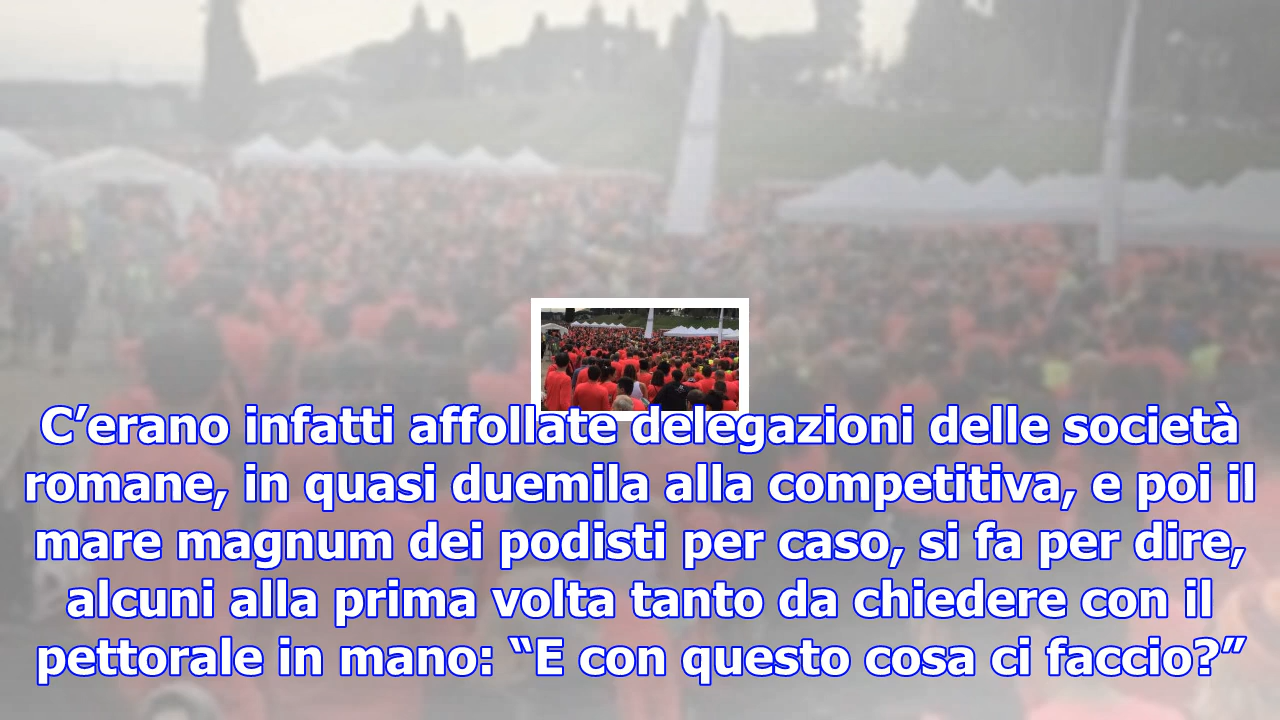 C’erano infatti affollate delegazioni delle società
romane, in quasi duemila alla competitiva, e poi il
mare magnum dei podisti per caso, si fa per dire,
alcuni alla prima volta tanto da chiedere con il
pettorale in mano: “E con questo cosa ci faccio?”